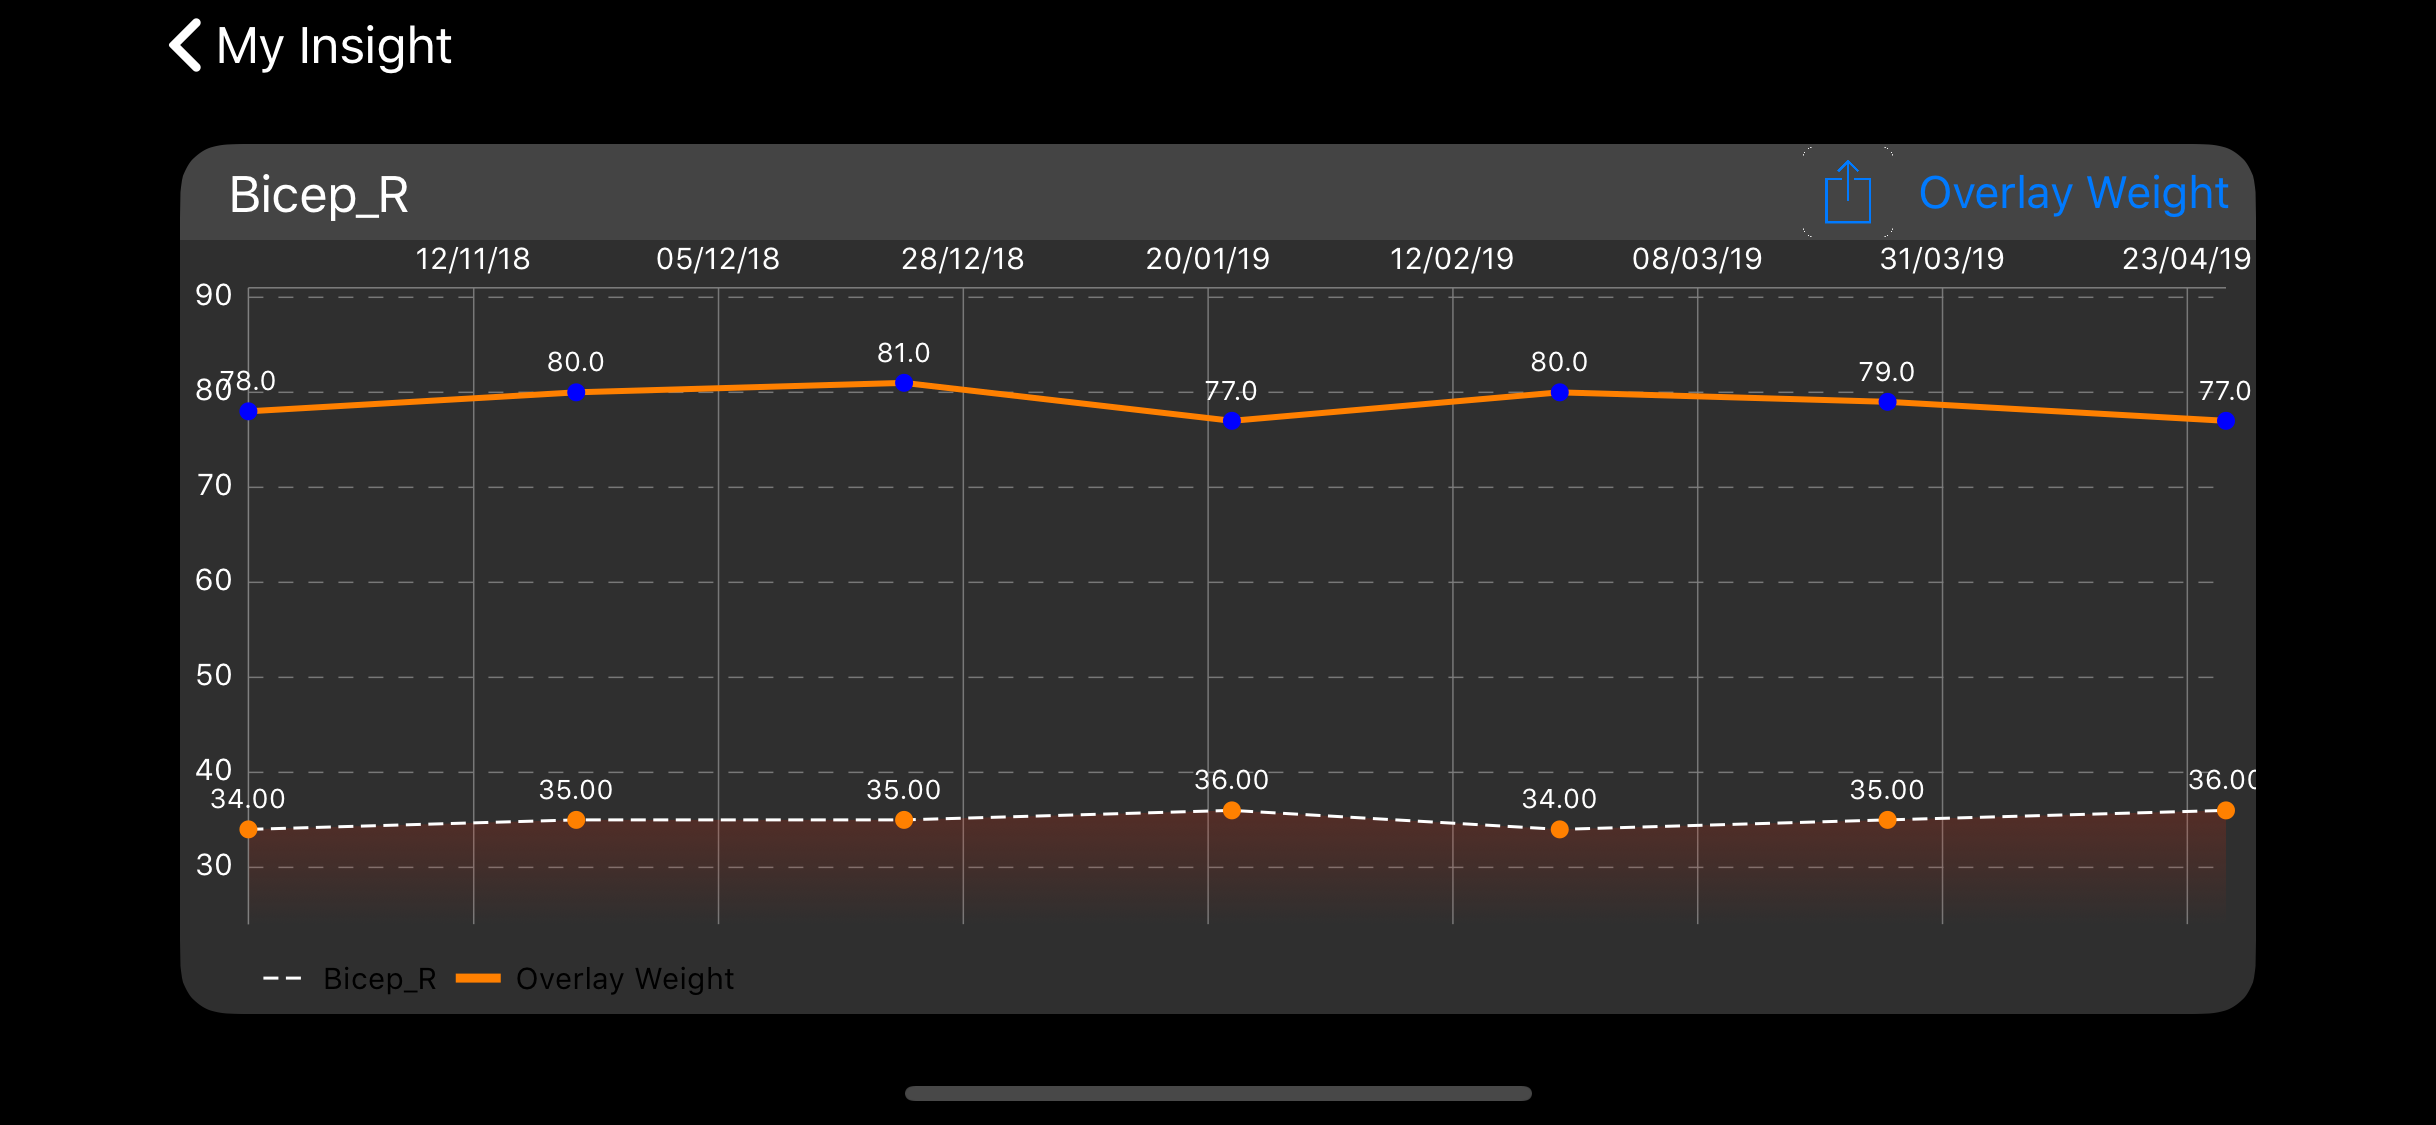 My Insight
Bicep_R
Overlay Weight
12/11/18 05/12/18 28/12/18 20/01/19 12/02/19 08/03/19 31/03/19 23/04/19
90
81.0
80.0 80.0
79.0
78.0 77.0 77.0
80
70
60
50
40
36.00 36.00
35.00 35.00 35.00
34.00 34.00
30
Bicep_R Overlay Weight